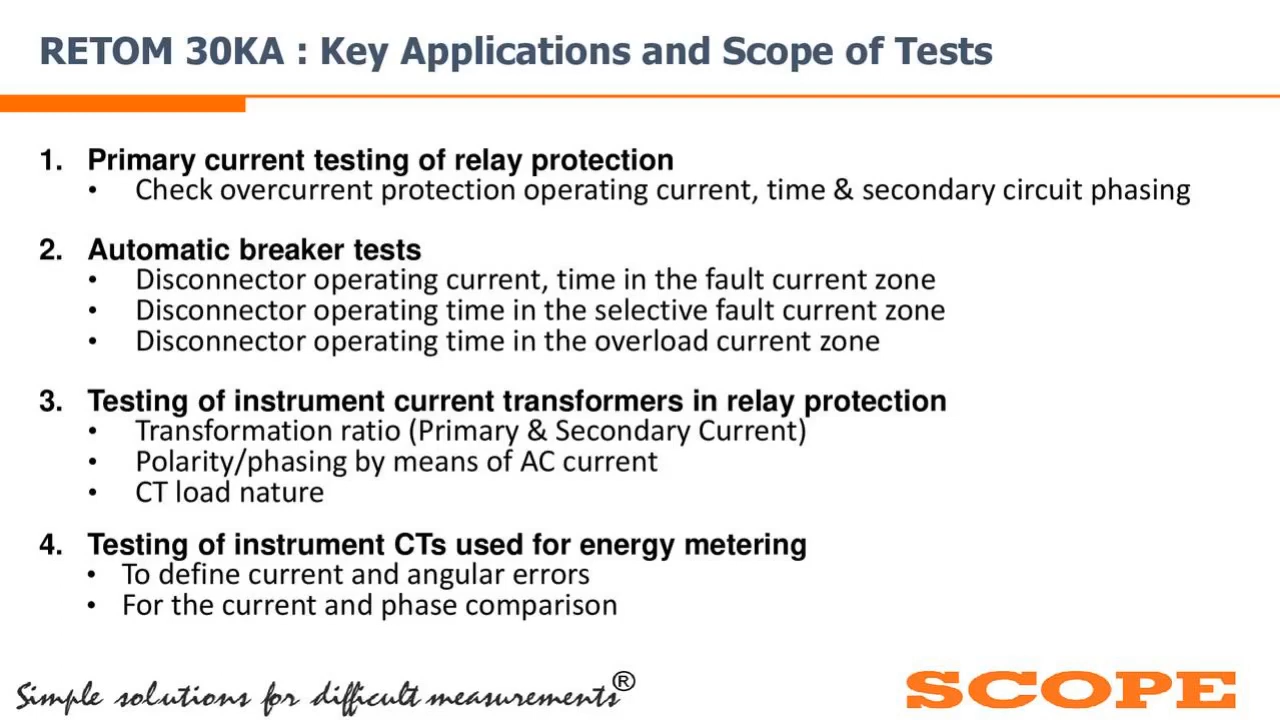 RETOM 30KA : Key Applications and Scope of Tests
1. Primary current testing of relay protection
• Check overcurrent protection operating current, time & secondary circuit phasing
2. Automatic breaker tests
• Disconnector operating current, time in the fault current zone
• Disconnector operating time in the selective fault current zone
• Disconnector operating time in the overload current zone
3. Testing of instrument current transformers in relay protection
• Transformation ratio (Primary & Secondary Current)
• Polarity/phasing by means of AC current
• CT load nature
4. Testing of instrument CTs used for energy metering
• To define current and angular errors
• For the current and phase comparison
Simple solutions for difficult measurements®
SCOPE